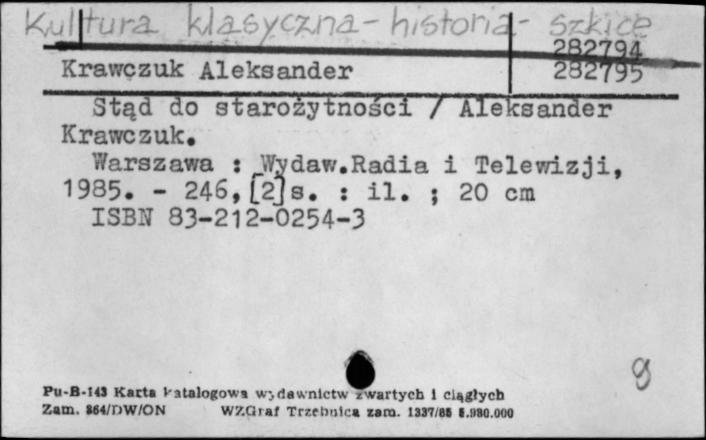 Kultura klasyczna - historia - szkice
282794
Krawczuk Aleksander 282795
Stąd do starożytności / Aleksander
Krawczuk.
Warszawa : Wydaw.Radia i Telewizji,
1985. - 246,[2]s. : il. ; 20 cm
ISBN 83-212-0254-3
g
Pu-B-143 Karta katalogowa wydawnictw zwartych i ciągłych
Zam. 864/DW/ON WZGraf Trzebnica zam. 1337/85 5.980.000